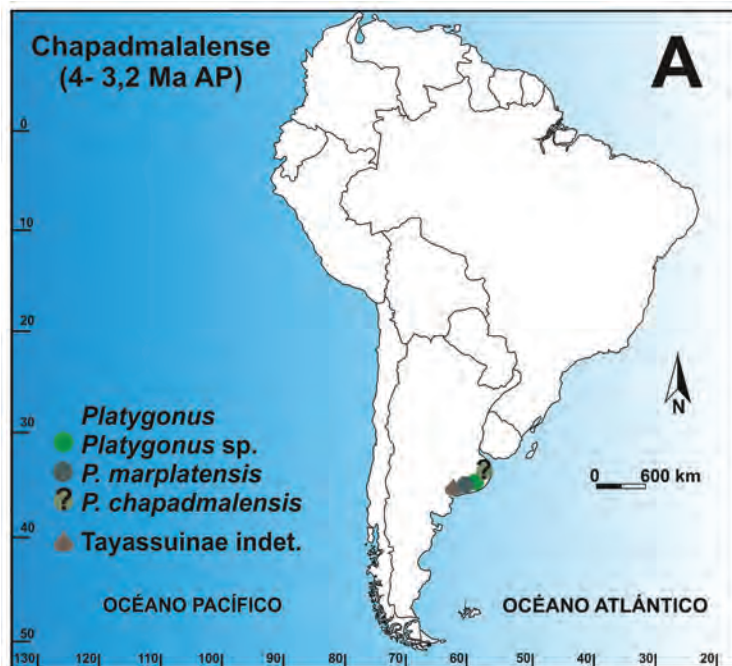 Chapadmalalense
(4- 3,2 Ma AP)
A
0
10
20
30
40
50
Platygonus
Platygonus sp.
P. marplatensis
? P. chapadmalensis
Tayassuinae indet.
?
N
0 600 km
OCÉANO PACÍFICO
OCÉANO ATLÁNTICO
130 120 110 100 90 80 70 60 50 40 30 20